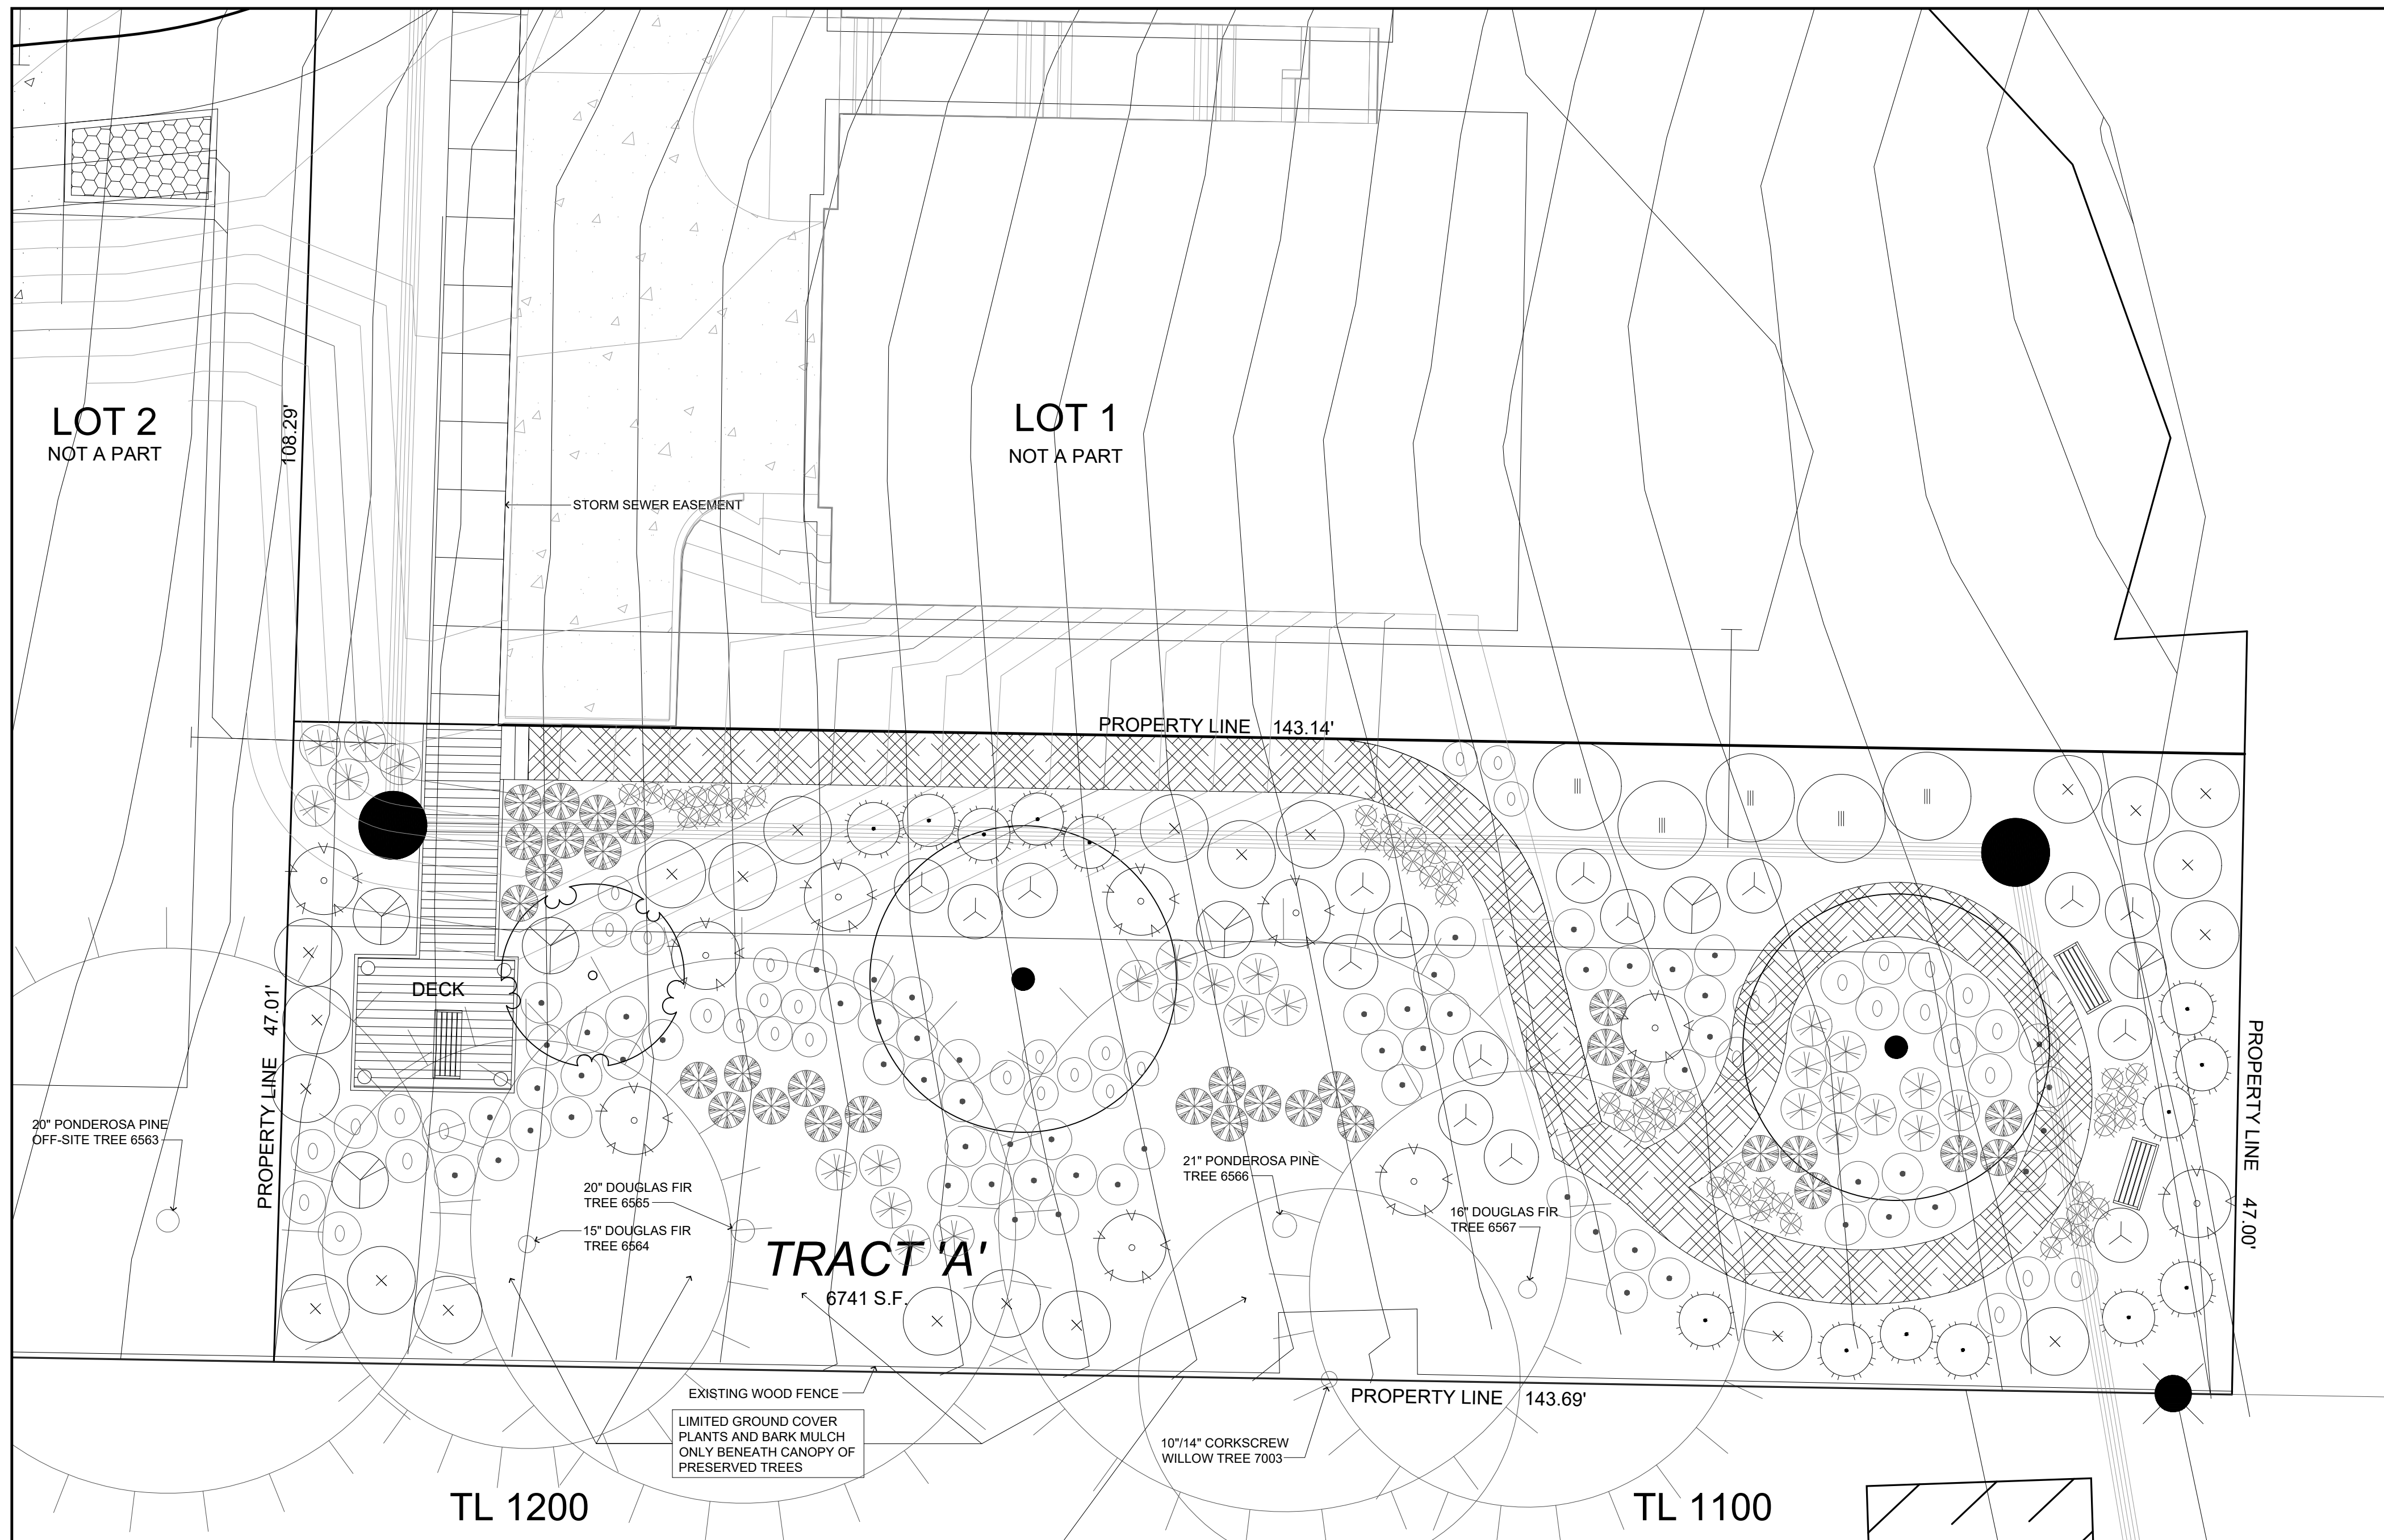 LOT 2
NOT A PART
108.29'
LOT 1
NOT A PART
STORM SEWER EASEMENT
PROPERTY LINE 143.14'
DECK
PROPERTY LINE 47.01'
PROPERTY LINE 47.00'
20" PONDEROSA PINE
OFF-SITE TREE 6563
20" DOUGLAS FIR
TREE 6565
15" DOUGLAS FIR
TREE 6564
21" PONDEROSA PINE
TREE 6566
16" DOUGLAS FIR
TREE 6567
TRACT 'A'
6741 S.F.
EXISTING WOOD FENCE
PROPERTY LINE 143.69'
LIMITED GROUND COVER
PLANTS AND BARK MULCH
ONLY BENEATH CANOPY OF
PRESERVED TREES
10"/14" CORKSCREW
WILLOW TREE 7003
TL 1200
TL 1100